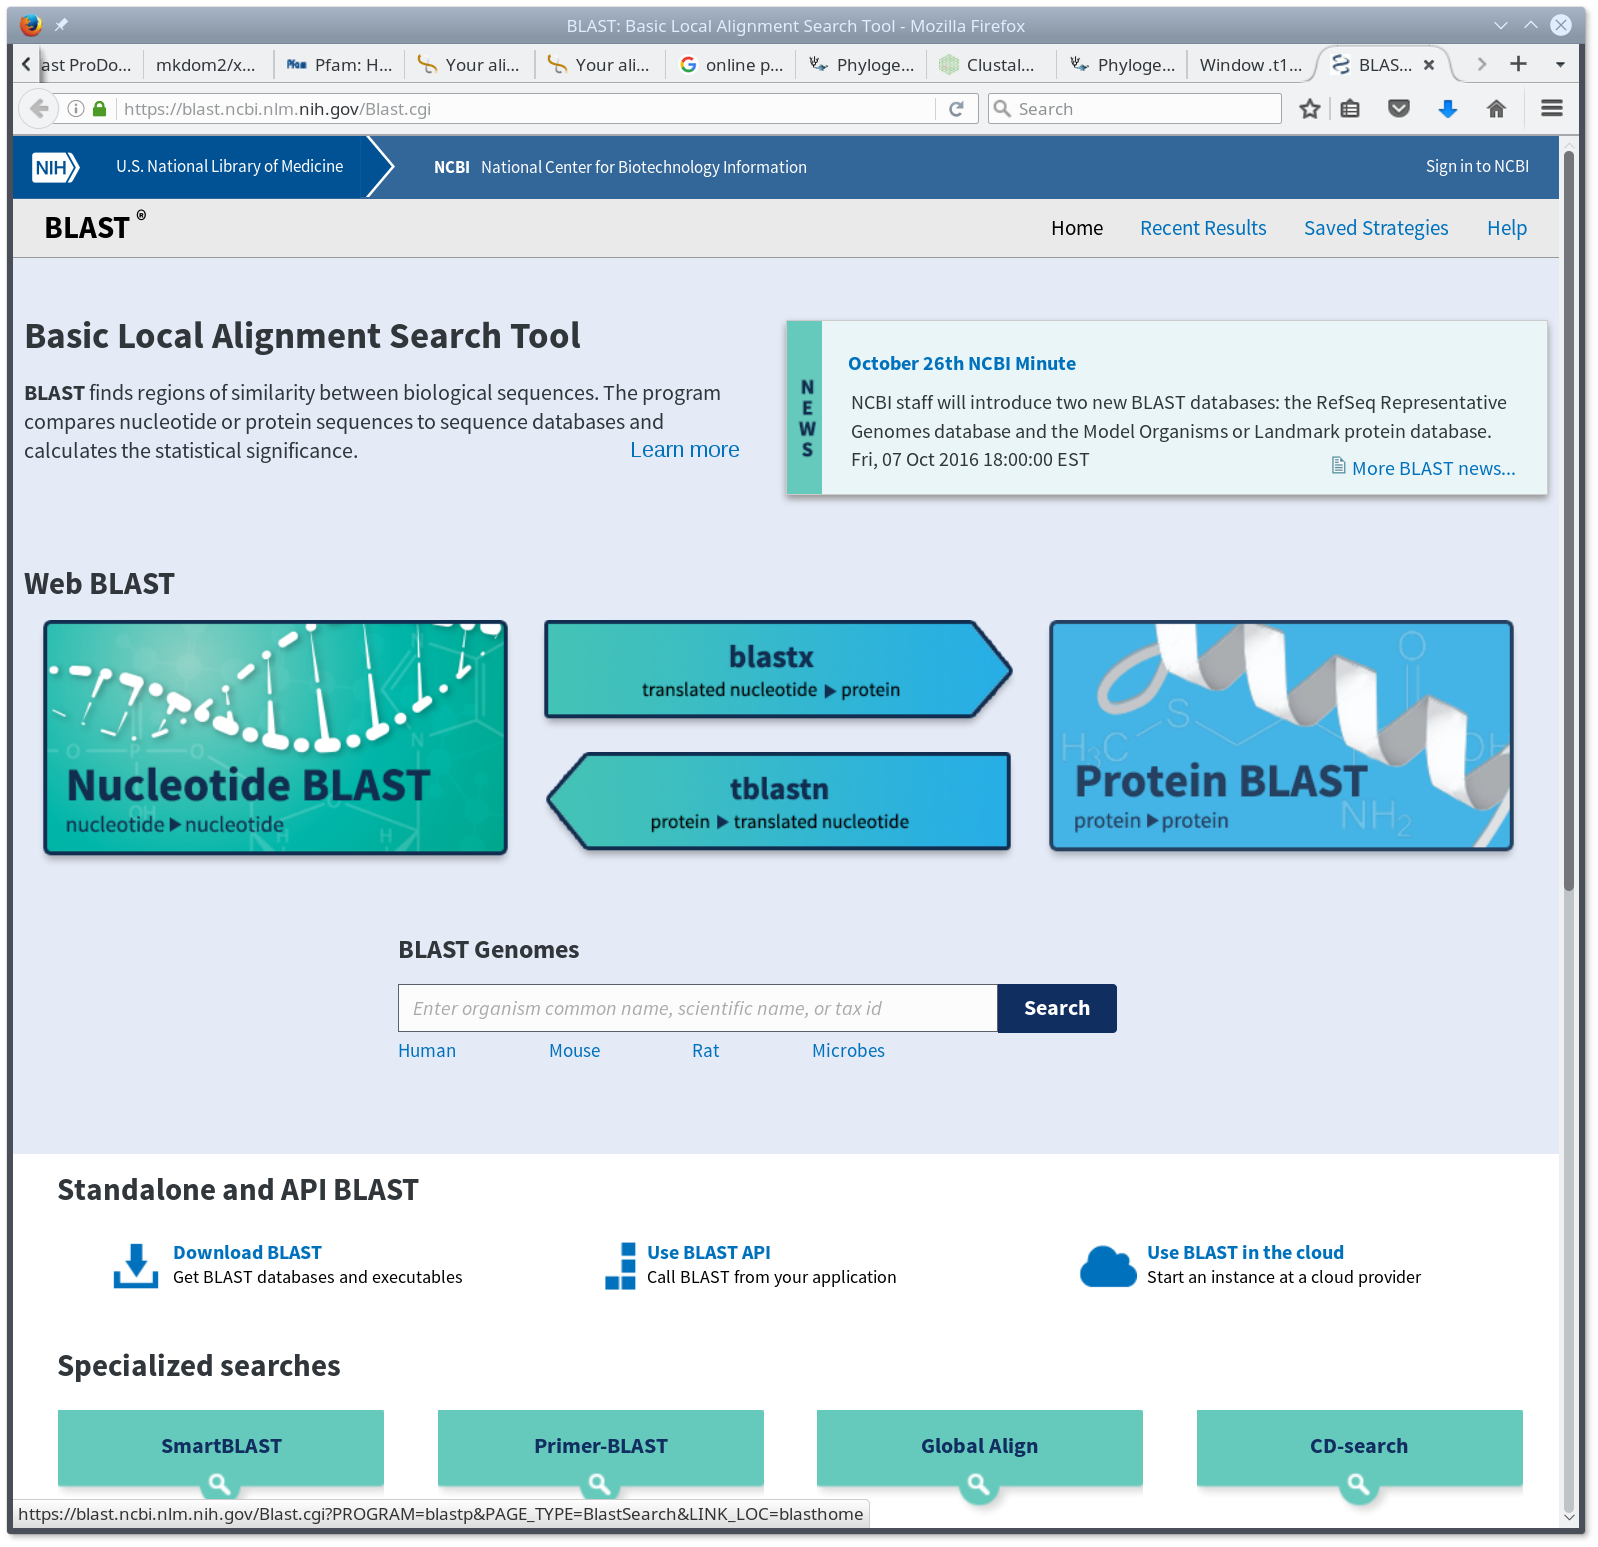 BLAST: Basic Local Alignment Search Tool - Mozilla Firefox
ast ProDo... mkdom2/x... Pfam Pfam: H... Your ali... Your ali... online p... Phyloge... Clustal... Phyloge... Window .t1... BLAS...
https://blast.ncbi.nlm.nih.gov/Blast.cgi Search
NIH U.S. National Library of Medicine NCBI National Center for Biotechnology Information Sign in to NCBI
BLAST ® Home Recent Results Saved Strategies Help
Basic Local Alignment Search Tool
BLAST finds regions of similarity between biological sequences. The program
compares nucleotide or protein sequences to sequence databases and
calculates the statistical significance. Learn more
NEWS
October 26th NCBI Minute
NCBI staff will introduce two new BLAST databases: the RefSeq Representative
Genomes database and the Model Organisms or Landmark protein database.
Fri, 07 Oct 2016 18:00:00 EST
More BLAST news...
Web BLAST
O P O N
OH H H
Nucleotide BLAST
nucleotide ▶ nucleotide
blastx
translated nucleotide ▶ protein
tblastn
protein ▶ translated nucleotide
O
S
H3C OH
Protein BLAST
protein ▶ protein
NH2
BLAST Genomes
Enter organism common name, scientific name, or tax id Search
Human Mouse Rat Microbes
Standalone and API BLAST
Download BLAST
Get BLAST databases and executables
Use BLAST API
Call BLAST from your application
Use BLAST in the cloud
Start an instance at a cloud provider
Specialized searches
SmartBLAST Primer-BLAST Global Align CD-search
https://blast.ncbi.nlm.nih.gov/Blast.cgi?PROGRAM=blastp&PAGE_TYPE=BlastSearch&LINK_LOC=blasthome